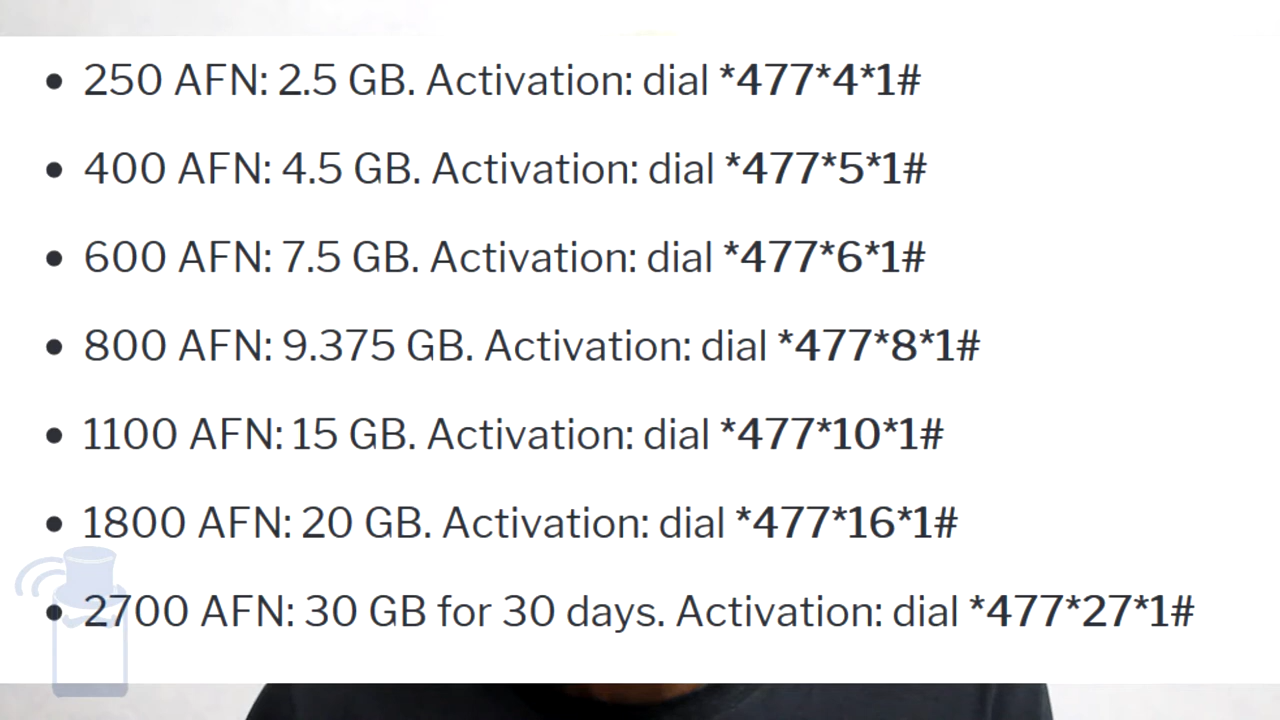 250 AFN: 2.5 GB. Activation: dial *477*4*1#
400 AFN: 4.5 GB. Activation: dial *477*5*1#
600 AFN: 7.5 GB. Activation: dial *477*6*1#
800 AFN: 9.375 GB. Activation: dial *477*8*1#
1100 AFN: 15 GB. Activation: dial *477*10*1#
1800 AFN: 20 GB. Activation: dial *477*16*1#
2700 AFN: 30 GB for 30 days. Activation: dial *477*27*1#